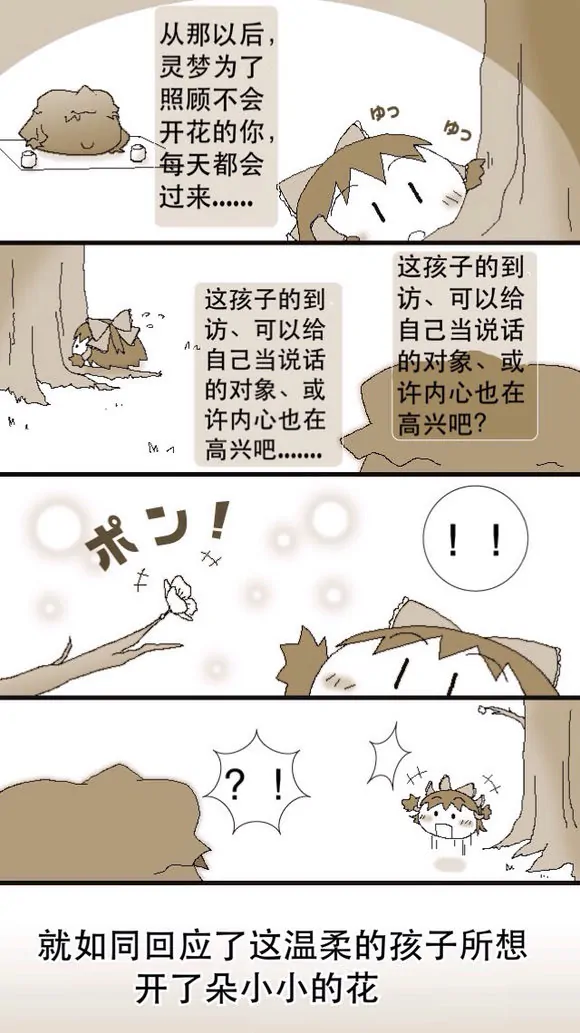 从那以后，
灵梦为了
照顾不会
开花的你，
每天都会
过来......
ゆっ
ゆっ
这孩子的到
访、可以给
自己当说话
的对象、或
许内心也在
高兴吧？
这孩子的到
访、可以给
自己当说话
的对象、或
许内心也在
高兴吧.......
ポン！
！！
？！
就如同回应了这温柔的孩子所想
开了朵小小的花